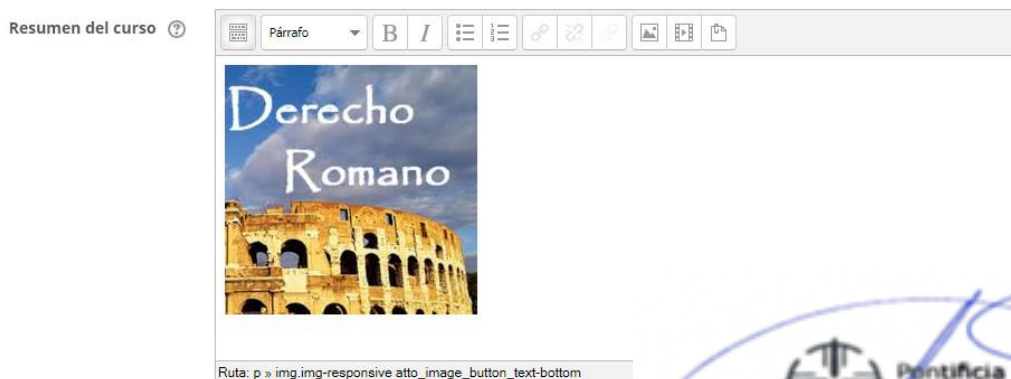 Resumen del curso
Párrafo
B I
Derecho
Romano
Ruta: p » img.img-responsive atto_image_button_text-bottom
Pontificia